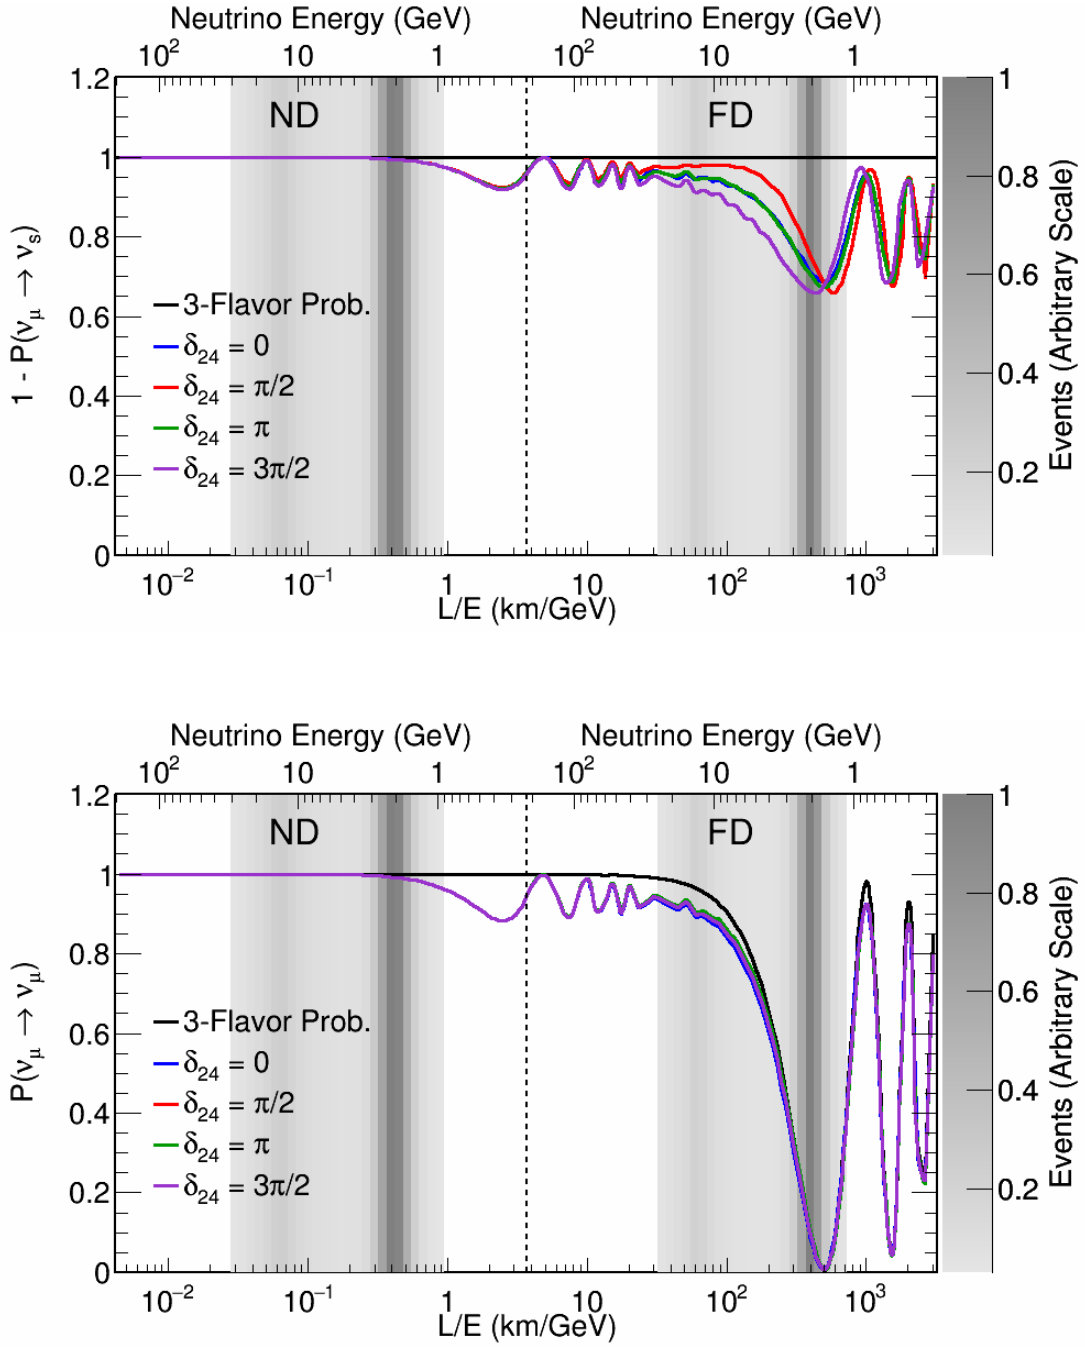 Neutrino Energy (GeV) Neutrino Energy (GeV)
10² 10 1 10² 10 1
1.2 1
ND FD
1
0.8 0.8
0.6 0.6
0.4 0.4
0.2 0.2
0
1 - P(νμ → νs)
3-Flavor Prob.
δ24 = 0
δ24 = π/2
δ24 = π
δ24 = 3π/2
Events (Arbitrary Scale)
10⁻² 10⁻¹ 1 10 10² 10³
L/E (km/GeV)
Neutrino Energy (GeV) Neutrino Energy (GeV)
10² 10 1 10² 10 1
1.2 1
ND FD
1
0.8 0.8
0.6 0.6
0.4 0.4
0.2 0.2
0
P(νμ → νμ)
3-Flavor Prob.
δ24 = 0
δ24 = π/2
δ24 = π
δ24 = 3π/2
Events (Arbitrary Scale)
10⁻² 10⁻¹ 1 10 10² 10³
L/E (km/GeV)